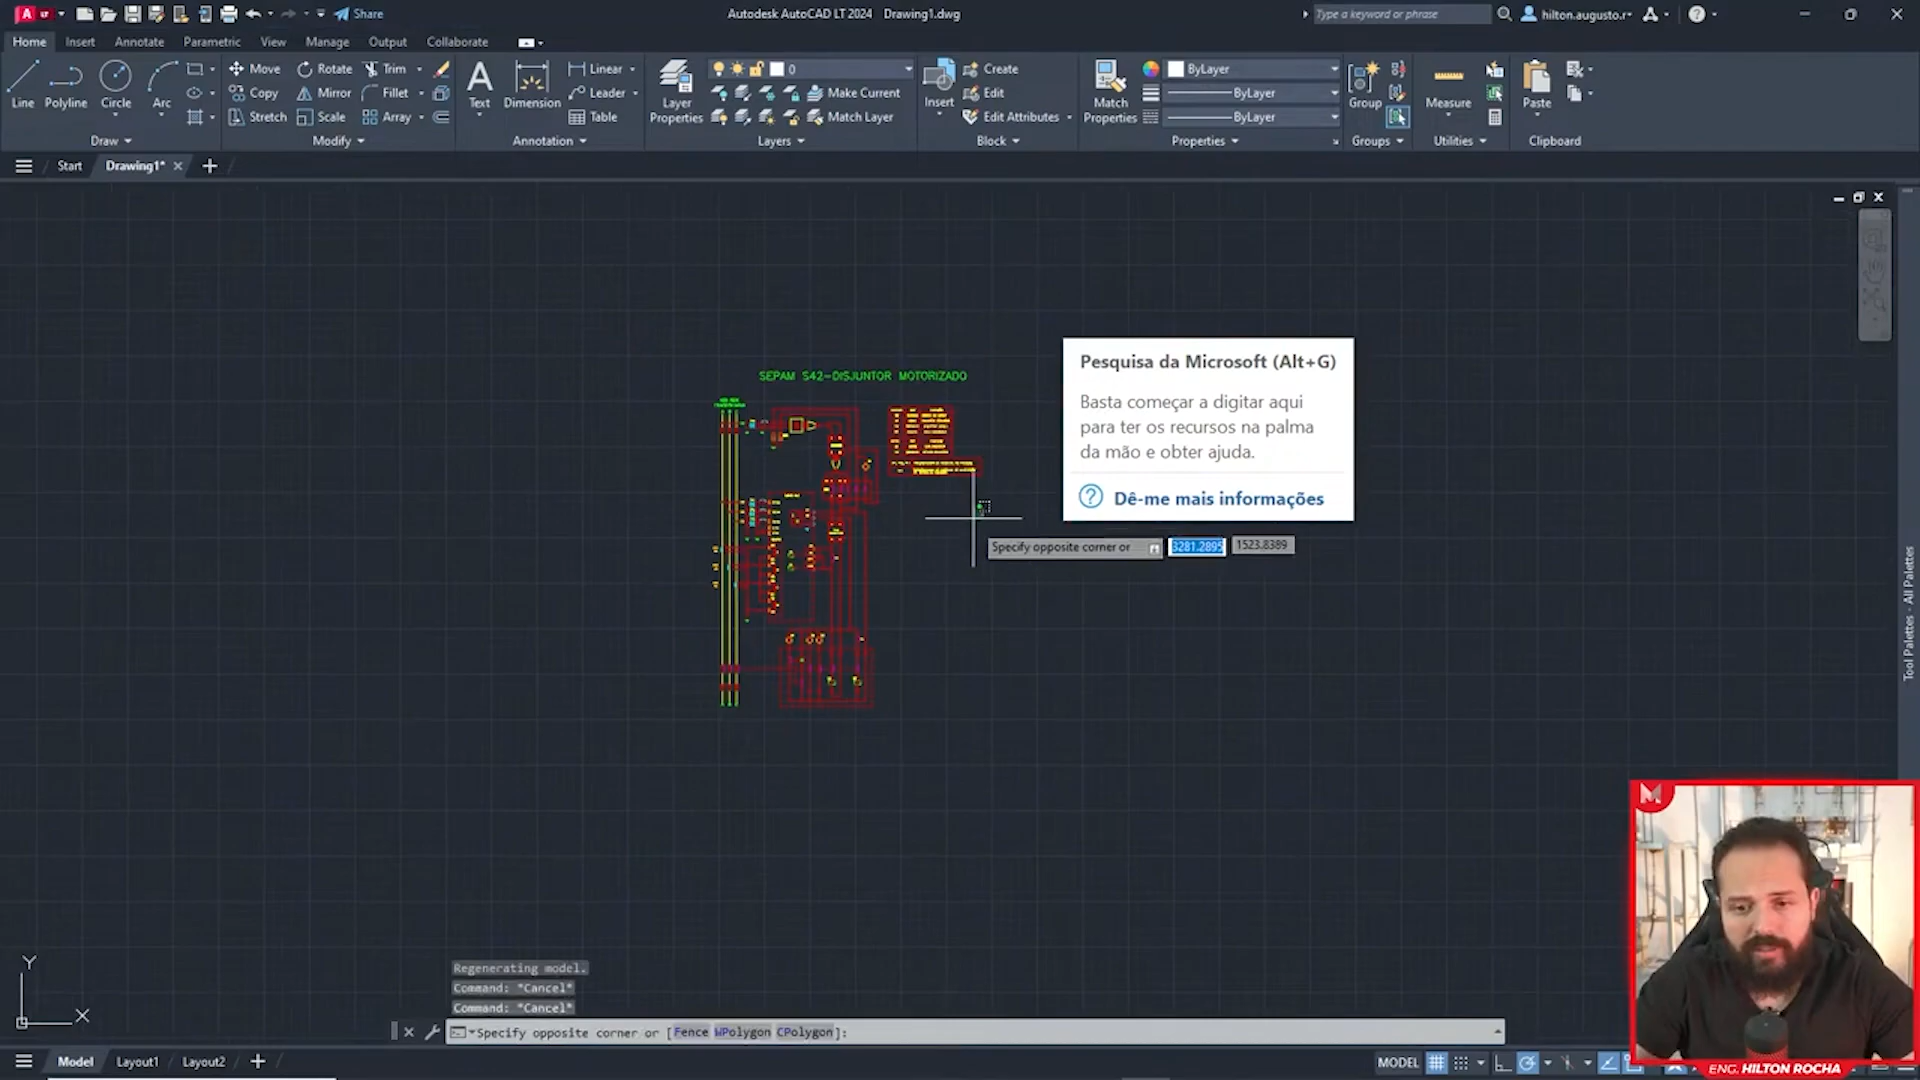 A LT
Share
Autodesk AutoCAD LT 2024 Drawing1.dwg
Type a keyword or phrase
hilton.augusto.r
Home Insert Annotate Parametric View Manage Output Collaborate
Line
Polyline
Circle
Arc
Draw
Move
Copy
Stretch
Rotate
Mirror
Scale
Trim
Fillet
Array
Modify
Text
Dimension
Linear
Leader
Table
Annotation
Layer
Properties
0
Make Current
Match Layer
Layers
Insert
Create
Edit
Edit Attributes
Block
Match
Properties
ByLayer
ByLayer
ByLayer
Properties
Group
Groups
Measure
Utilities
Paste
Clipboard
Start
Drawing1*
SEPAM S42-DISJUNTOR MOTORIZADO
Pesquisa da Microsoft (Alt+G)
Basta começar a digitar aqui
para ter os recursos na palma
da mão e obter ajuda.
Dê-me mais informações
Specify opposite corner or
3281.2895
1523.8389
Tool Palettes - All Palettes
Y
X
Regenerating model.
Command: *Cancel*
Command: *Cancel*
Specify opposite corner or [Fence WPolygon CPolygon]:
Model
Layout1
Layout2
MODEL
M
ENG. HILTON ROCHA